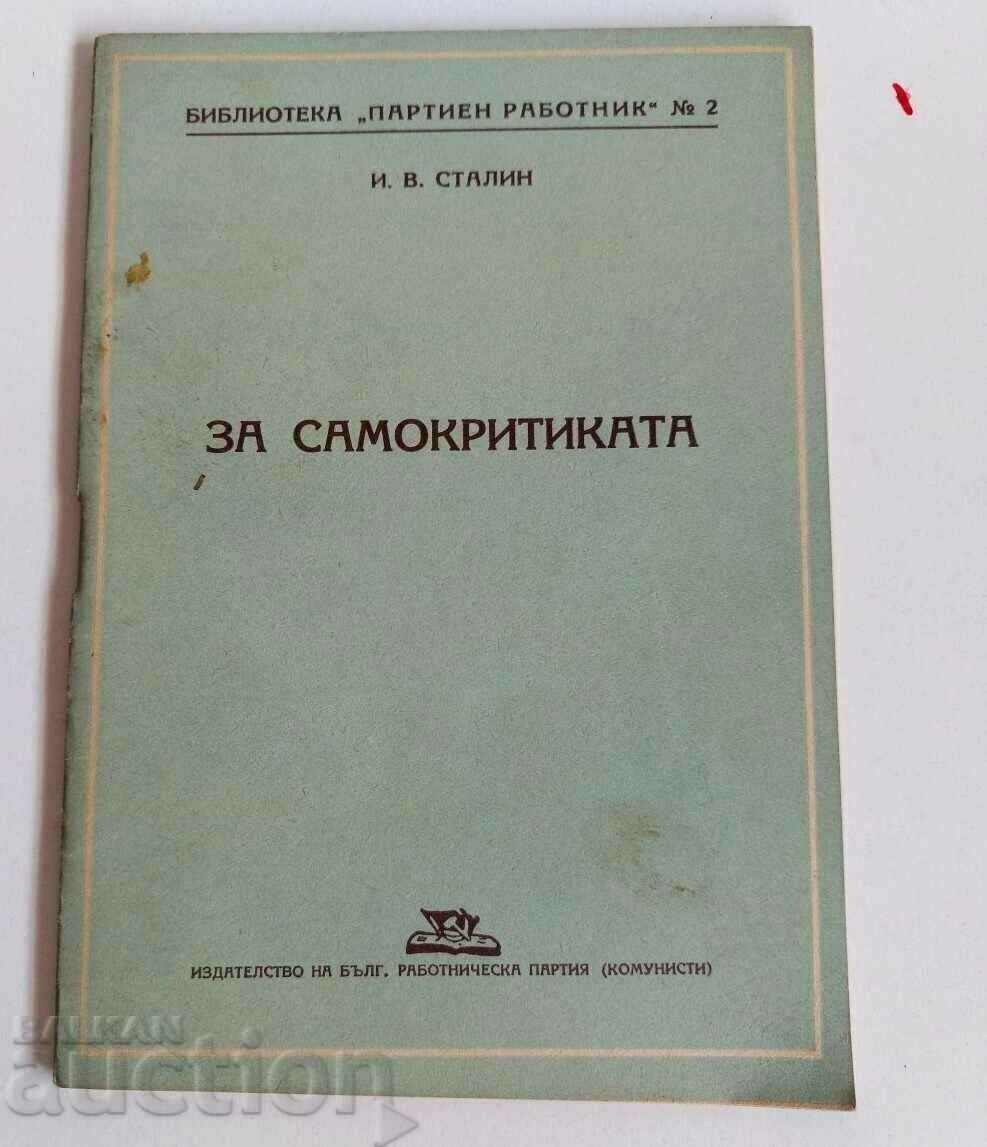 БИБЛИОТЕКА „ПАРТИЕН РАБОТНИК“ № 2
И. В. СТАЛИН
ЗА САМОКРИТИКАТА
ИЗДАТЕЛСТВО НА БЪЛГ. РАБОТНИЧЕСКА ПАРТИЯ (КОМУНИСТИ)
BALKAN
auction